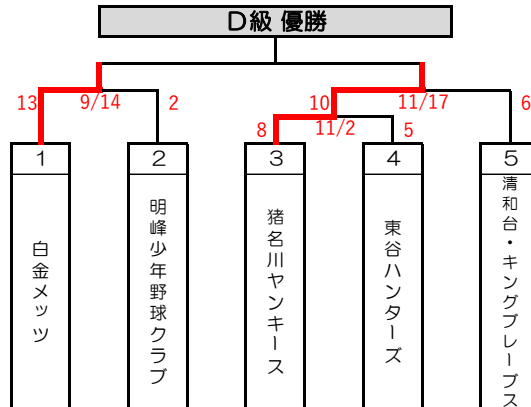 D級 優勝
13
9/14
2
10
11/17
6
8
11/2
5
1
2
3
4
5
白金メッツ
明峰少年野球クラブ
猪名川ヤンキース
東谷ハンターズ
清和台・キングブレーブス